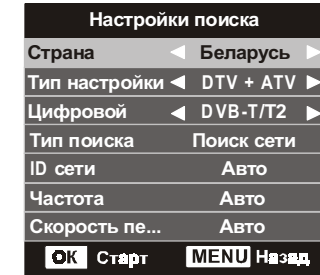 Настройки поиска
Страна Беларусь
Тип настройки DTV + ATV
Цифровой DVB-T/T2
Тип поиска Поиск сети
ID сети Авто
Частота Авто
Скорость пе... Авто
OK Старт MENU Назад